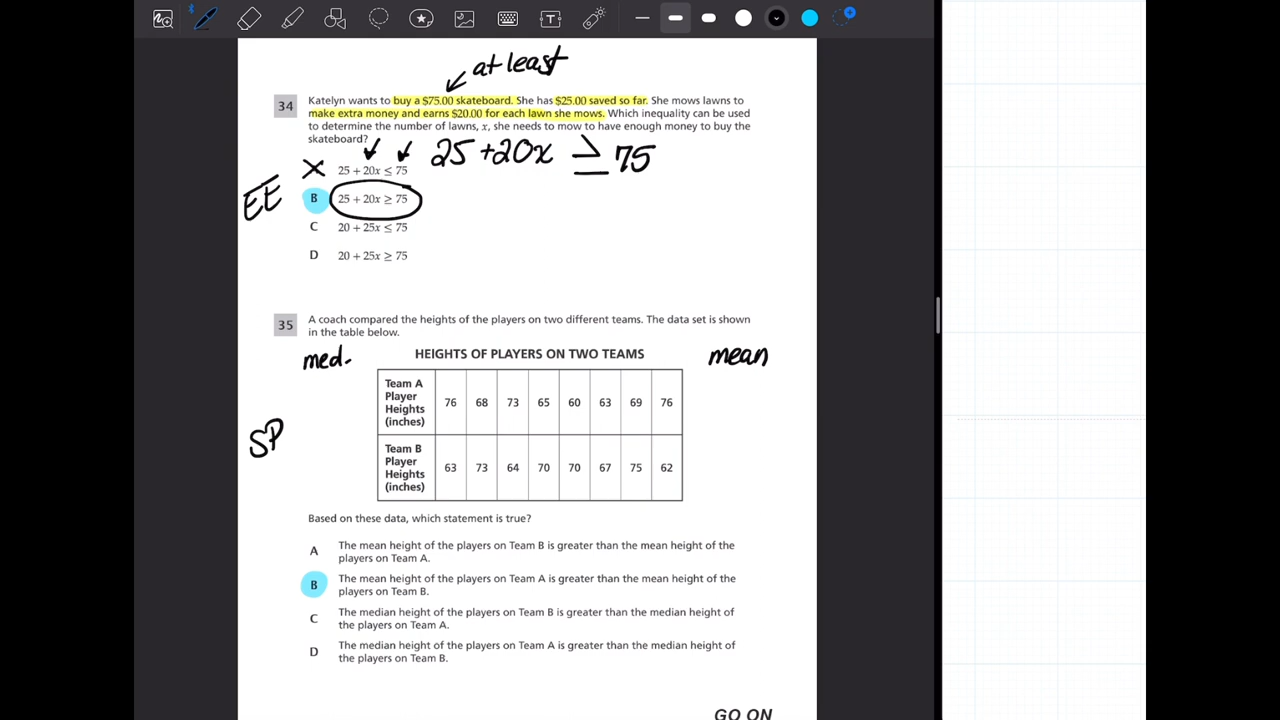 at least
34 Katelyn wants to buy a $75.00 skateboard. She has $25.00 saved so far. She mows lawns to
make extra money and earns $20.00 for each lawn she mows. Which inequality can be used
to determine the number of lawns, x, she needs to mow to have enough money to buy the
skateboard?
25 + 20x ≥ 75
25 + 20x ≤ 75
EE
B 25 + 20x ≥ 75
C 20 + 25x ≤ 75
D 20 + 25x ≥ 75
35 A coach compared the heights of the players on two different teams. The data set is shown
in the table below.
med. HEIGHTS OF PLAYERS ON TWO TEAMS mean
Team A
Player
Heights
(inches)
76 68 73 65 60 63 69 76
SP
Team B
Player
Heights
(inches)
63 73 64 70 70 67 75 62
Based on these data, which statement is true?
A The mean height of the players on Team B is greater than the mean height of the
players on Team A.
B The mean height of the players on Team A is greater than the mean height of the
players on Team B.
C The median height of the players on Team B is greater than the median height of
the players on Team A.
D The median height of the players on Team A is greater than the median height of
the players on Team B.
GO ON